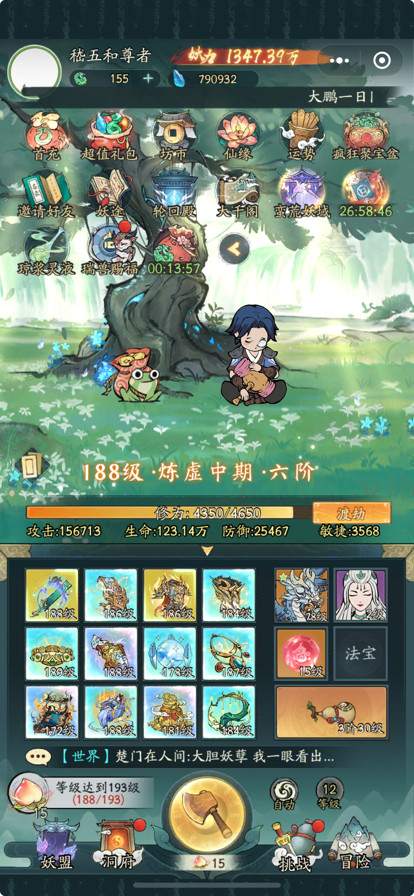 嵇五和尊者
妖力 1347.39万
155 +
790932
大鹏一日
首充
超值礼包
坊市
仙缘
运势
疯狂聚宝盆
邀请好友
妖途
轮回殿
大千阁
蛮荒妖域
26:58:46
琼浆灵液
瑞兽赐福
00:13:57
188级·炼虚中期·六阶
修为: 4350/4650
渡劫
攻击:156713 生命:123.14万 防御:25467 敏捷:3568
188级
186级
186级
184级
189级
188级
178级
187级
179级
188级
181级
184级
15级
法宝
3阶30级
【世界】楚门在人间:大胆妖孽 我一眼看出...
等级达到193级
(188/193)
15
自动
12
等级
妖盟
洞府
15
挑战
冒险